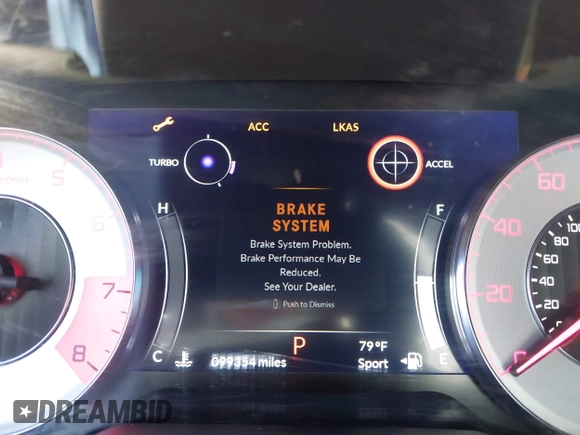 ACC LKAS
TURBO ACCEL
BRAKE
SYSTEM
Brake System Problem.
Brake Performance May Be
Reduced.
See Your Dealer.
Push to Dismiss
H F
C E
P
099354 miles
79°F
Sport
5
6
7
8
60
40
20
0
100
80
60
40
20
DREAMBID